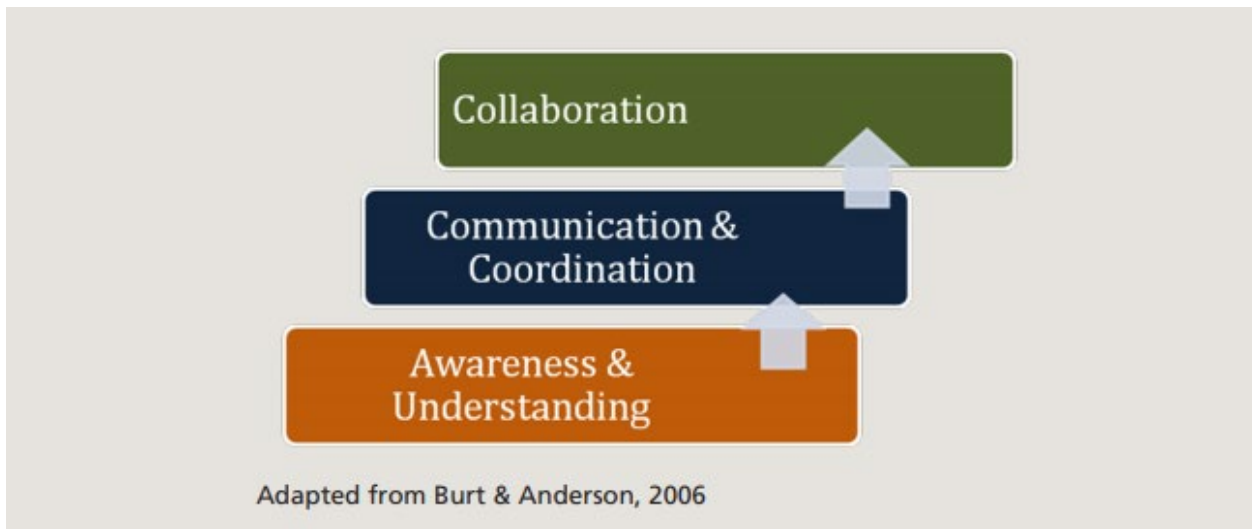 Collaboration
Communication &
Coordination
Awareness &
Understanding
Adapted from Burt & Anderson, 2006